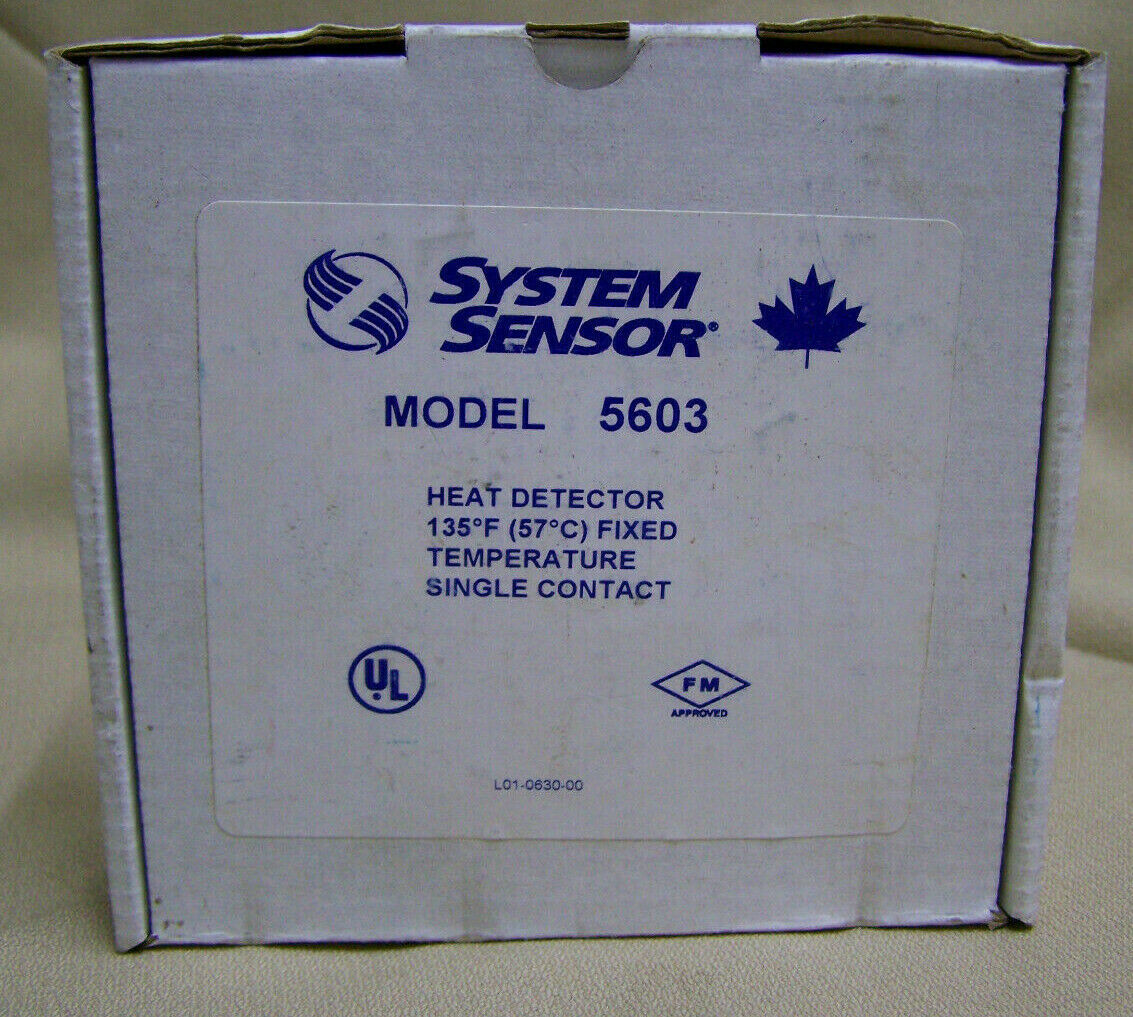 SYSTEM
SENSOR®
MODEL 5603
HEAT DETECTOR
135°F (57°C) FIXED
TEMPERATURE
SINGLE CONTACT
UL
FM
APPROVED
L01-0630-00